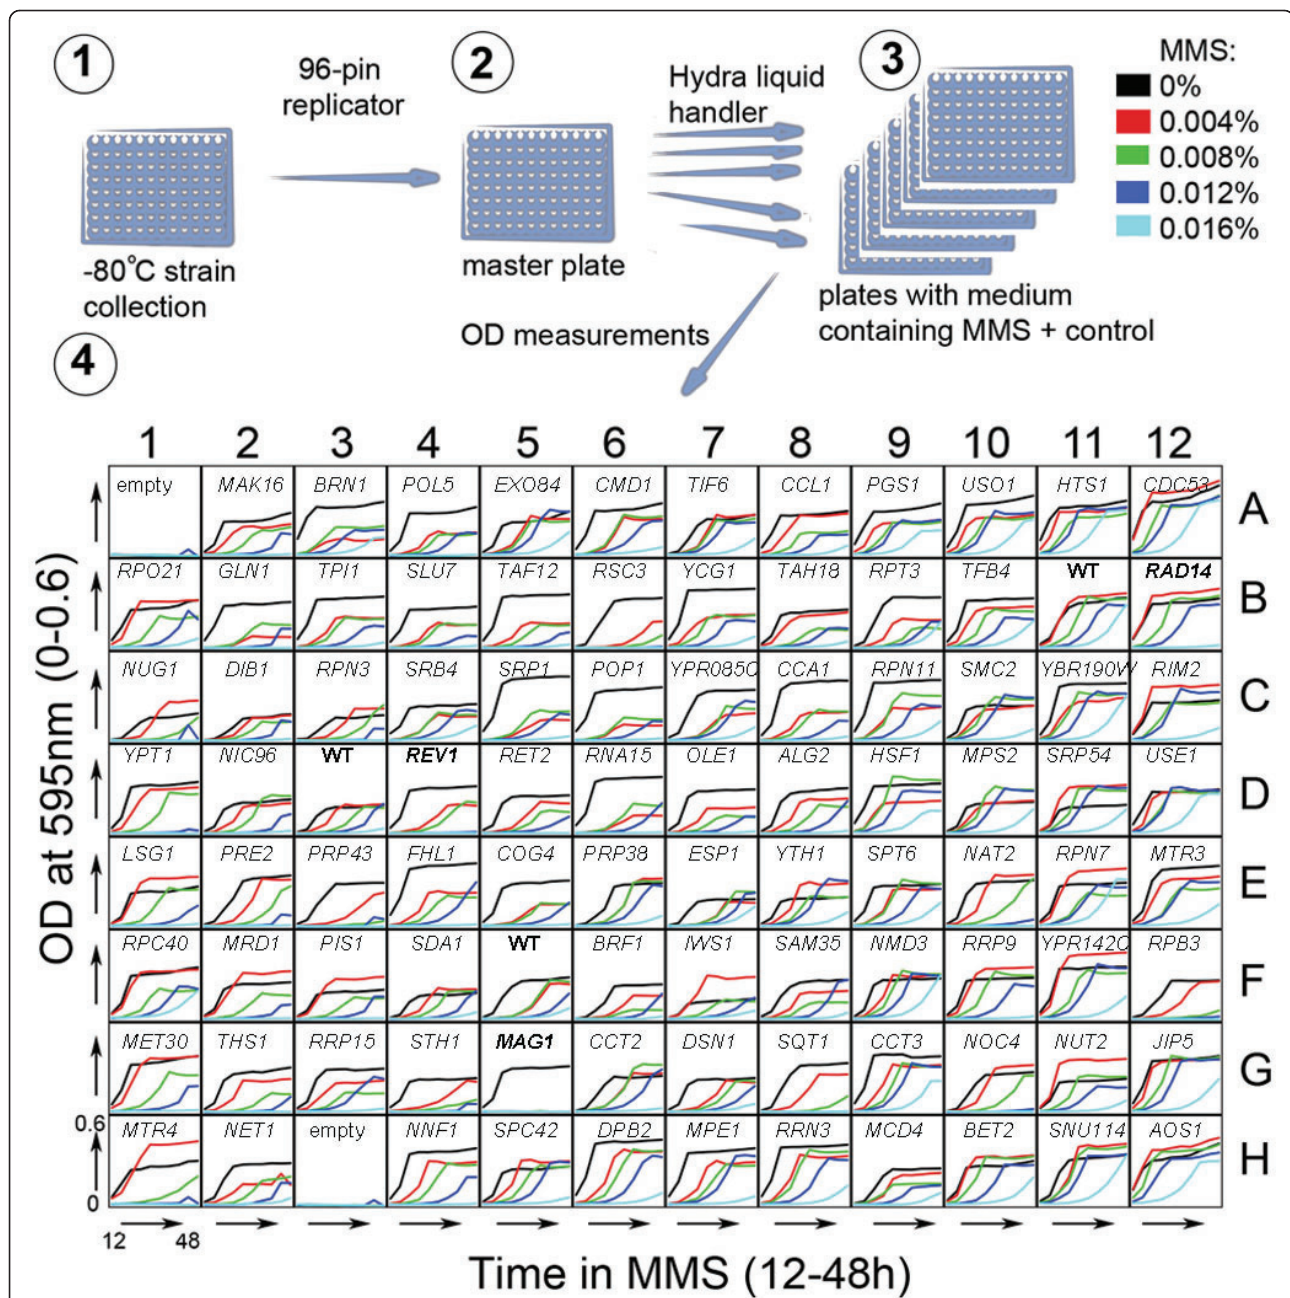 1
96-pin
replicator
2
Hydra liquid
handler
3
MMS:
0%
0.004%
0.008%
0.012%
0.016%
-80°C strain
collection
master plate
plates with medium
containing MMS + control
OD measurements
4
1 2 3 4 5 6 7 8 9 10 11 12
empty MAK16 BRN1 POL5 EXO84 CMD1 TIF6 CCL1 PGS1 USO1 HTS1 CDC53 A
RPO21 GLN1 TPI1 SLU7 TAF12 RSC3 YCG1 TAH18 RPT3 TFB4 WT RAD14 B
NUG1 DIB1 RPN3 SRB4 SRP1 POP1 YPR085C CCA1 RPN11 SMC2 YBR190W RIM2 C
YPT1 NIC96 WT REV1 RET2 RNA15 OLE1 ALG2 HSF1 MPS2 SRP54 USE1 D
LSG1 PRE2 PRP43 FHL1 COG4 PRP38 ESP1 YTH1 SPT6 NAT2 RPN7 MTR3 E
RPC40 MRD1 PIS1 SDA1 WT BRF1 IWS1 SAM35 NMD3 RRP9 YPR142C RPB3 F
MET30 THS1 RRP15 STH1 MAG1 CCT2 DSN1 SQT1 CCT3 NOC4 NUT2 JIP5 G
MTR4 NET1 empty NNF1 SPC42 DPB2 MPE1 RRN3 MCD4 BET2 SNU114 AOS1 H
OD at 595nm (0-0.6)
0.6
0
12 48
Time in MMS (12-48h)